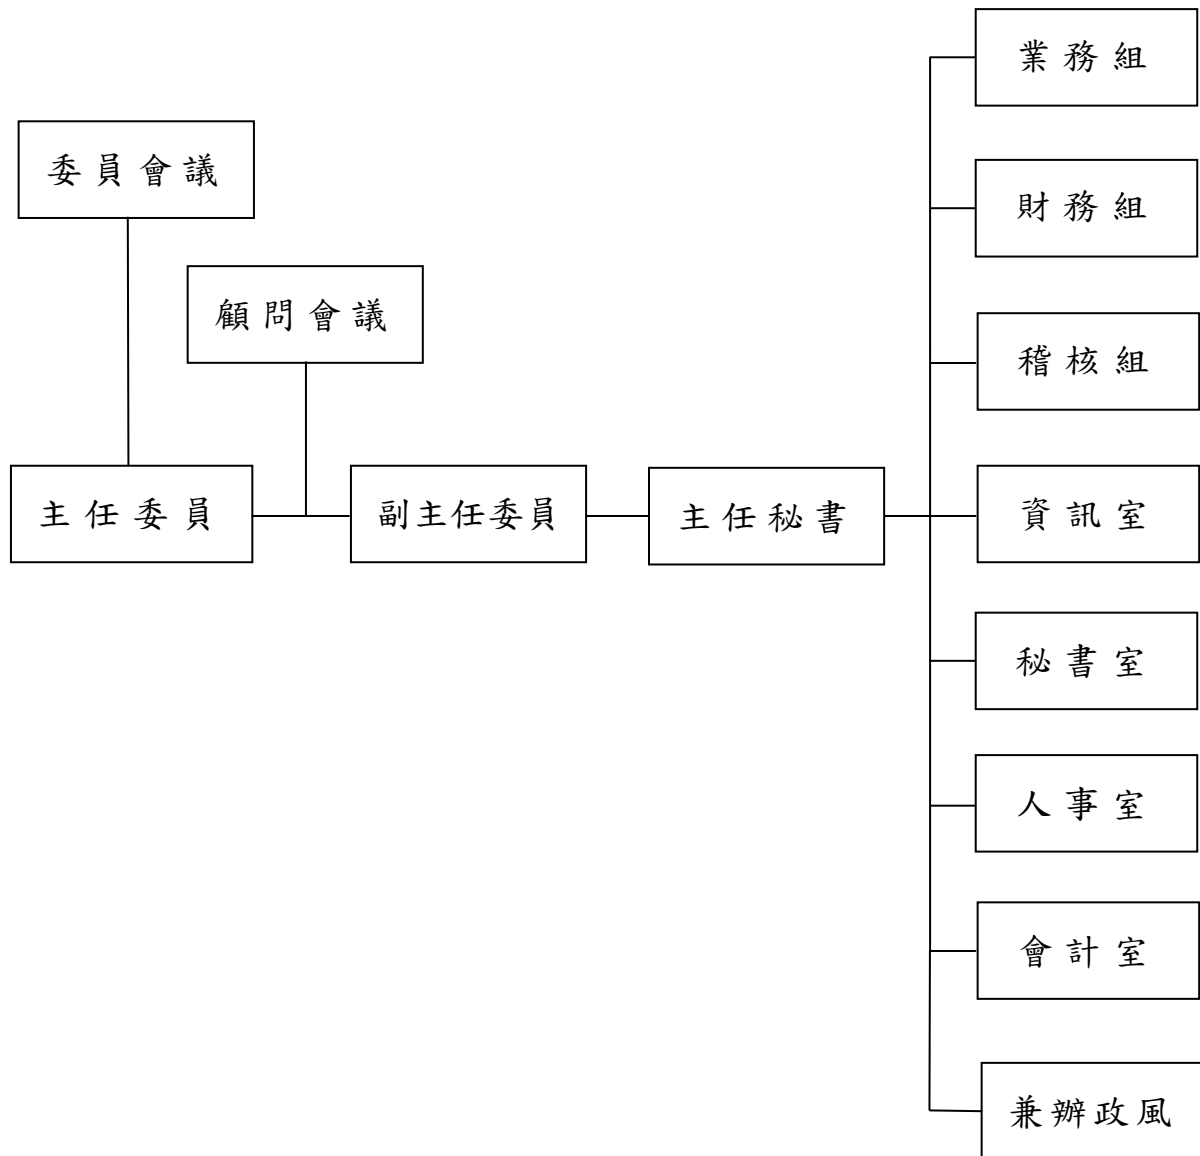 委員會議
顧問會議
主任委員
副主任委員
主任秘書
業務組
財務組
稽核組
資訊室
秘書室
人事室
會計室
兼辦政風